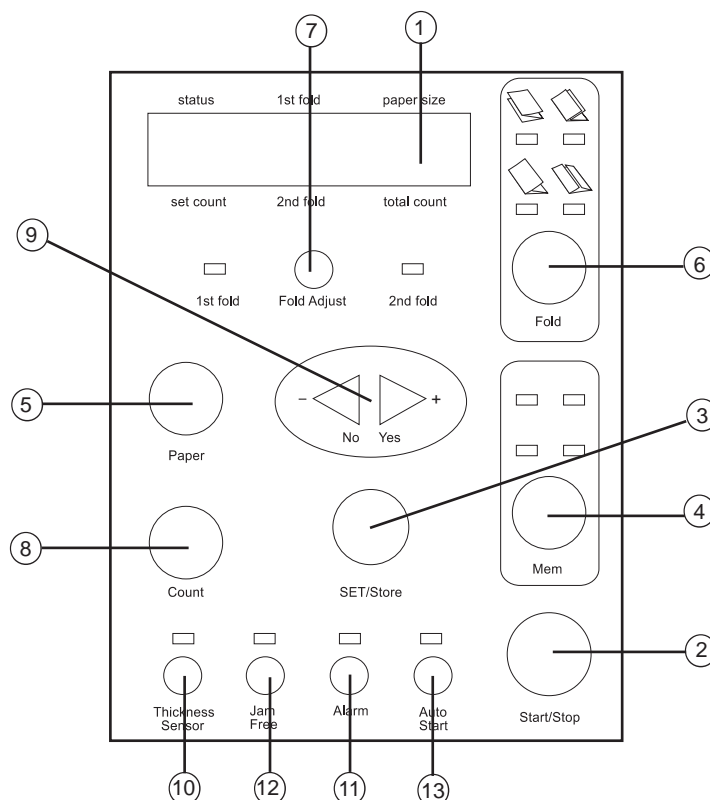 7
1
status 1st fold paper size
set count 2nd fold total count
9
6
1st fold Fold Adjust 2nd fold
Fold
5
- +
3
No Yes
Paper
4
8
Mem
Count
SET/Store
2
Thickness
Sensor
Jam
Free
Alarm
Auto
Start
Start/Stop
10
12
11
13